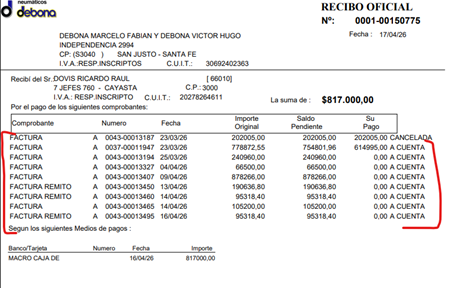 neumáticos
debona
RECIBO OFICIAL
Nº: 0001-00150775
Fecha : 17/04/26
DEBONA MARCELO FABIAN Y DEBONA VICTOR HUGO
INDEPENDENCIA 2994
CP: (S3040 ) SAN JUSTO - SANTA FE
I.V.A.:RESP.INSCRIPTOS C.U.I.T.: 30692402363
Recibí del Sr.:DOVIS RICARDO RAUL [ 66010]
7 JEFES 760 - CAYASTA C.P.: 3000
I.V.A.: RESP.INSCRIPTO C.U.I.T.: 20278264611
La suma de : $817.000,00
Por el pago de los siguientes comprobantes:
Comprobante Numero Fecha Importe Original Saldo Pendiente Su Pago
FACTURA A 0043-00013187 23/03/26 202005,00 202005,00 202005,00 CANCELADA
FACTURA A 0037-00011947 23/03/26 778872,55 754801,96 614995,00 A CUENTA
FACTURA A 0043-00013194 25/03/26 240960,00 240960,00 0,00 A CUENTA
FACTURA A 0043-00013327 04/04/26 66500,00 66500,00 0,00 A CUENTA
FACTURA A 0043-00013407 09/04/26 878266,00 878266,00 0,00 A CUENTA
FACTURA REMITO A 0043-00013450 13/04/26 190636,80 190636,80 0,00 A CUENTA
FACTURA REMITO A 0043-00013460 14/04/26 95318,40 95318,40 0,00 A CUENTA
FACTURA A 0043-00013465 14/04/26 105200,00 105200,00 0,00 A CUENTA
FACTURA REMITO A 0043-00013495 16/04/26 95318,40 95318,40 0,00 A CUENTA
Segun los siguientes Medios de pago :
Banco/Tarjeta Numero Fecha Importe
MACRO CAJA DE 16/04/26 817000,00